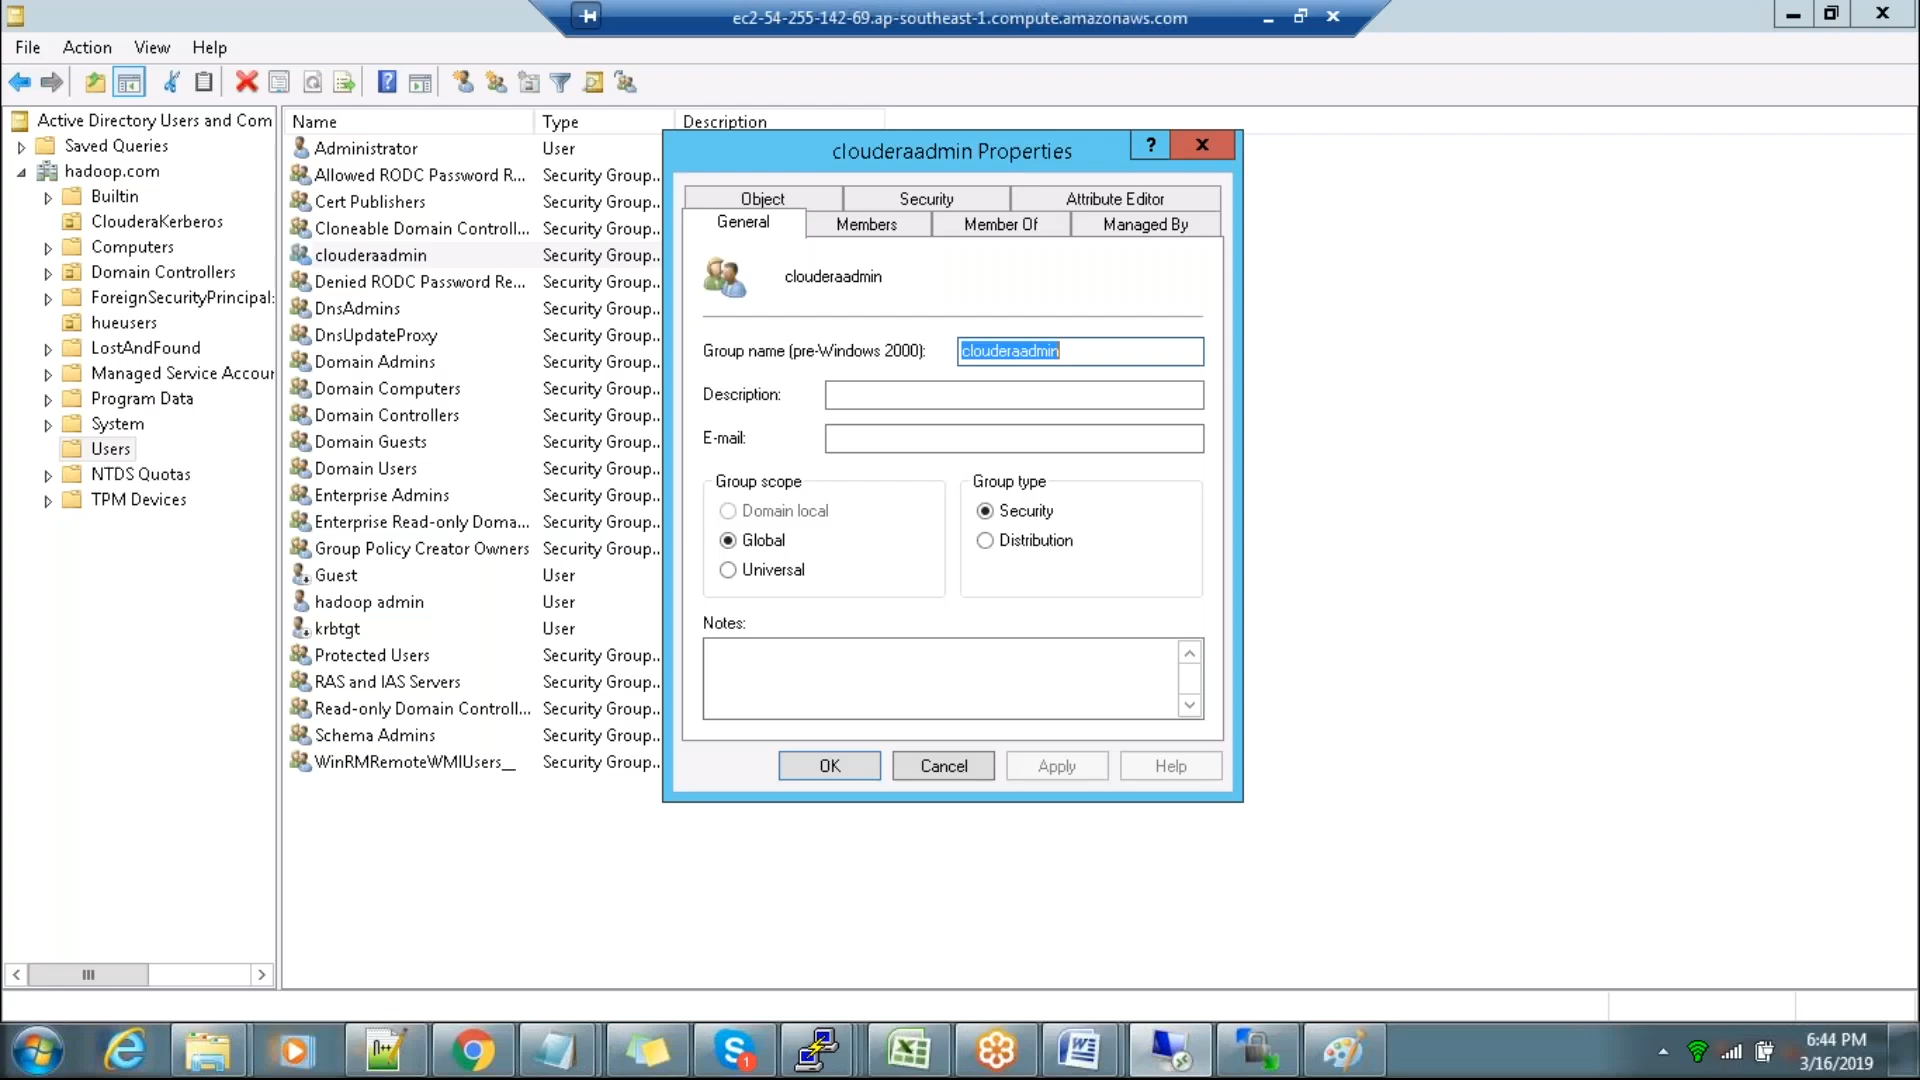 ec2-54-255-142-69.ap-southeast-1.compute.amazonaws.com
File Action View Help
Active Directory Users and Com
Saved Queries
hadoop.com
Builtin
ClouderaKerberos
Computers
Domain Controllers
ForeignSecurityPrincipal:
hueusers
LostAndFound
Managed Service Accour
Program Data
System
Users
NTDS Quotas
TPM Devices
Name Type Description
Administrator User
Allowed RODC Password R... Security Group...
Cert Publishers Security Group...
Cloneable Domain Controll... Security Group...
clouderaadmin Security Group...
Denied RODC Password Re... Security Group...
DnsAdmins Security Group...
DnsUpdateProxy Security Group...
Domain Admins Security Group...
Domain Computers Security Group...
Domain Controllers Security Group...
Domain Guests Security Group...
Domain Users Security Group...
Enterprise Admins Security Group...
Enterprise Read-only Doma... Security Group...
Group Policy Creator Owners Security Group...
Guest User
hadoop admin User
krbtgt User
Protected Users Security Group...
RAS and IAS Servers Security Group...
Read-only Domain Controll... Security Group...
Schema Admins Security Group...
WinRMRemoteWMIUsers__ Security Group...
clouderaadmin Properties
Object Security Attribute Editor
General Members Member Of Managed By
clouderaadmin
Group name (pre-Windows 2000): clouderaadmin
Description:
E-mail:
Group scope
Domain local
Global
Universal
Group type
Security
Distribution
Notes:
OK Cancel Apply Help
6:44 PM
3/16/2019